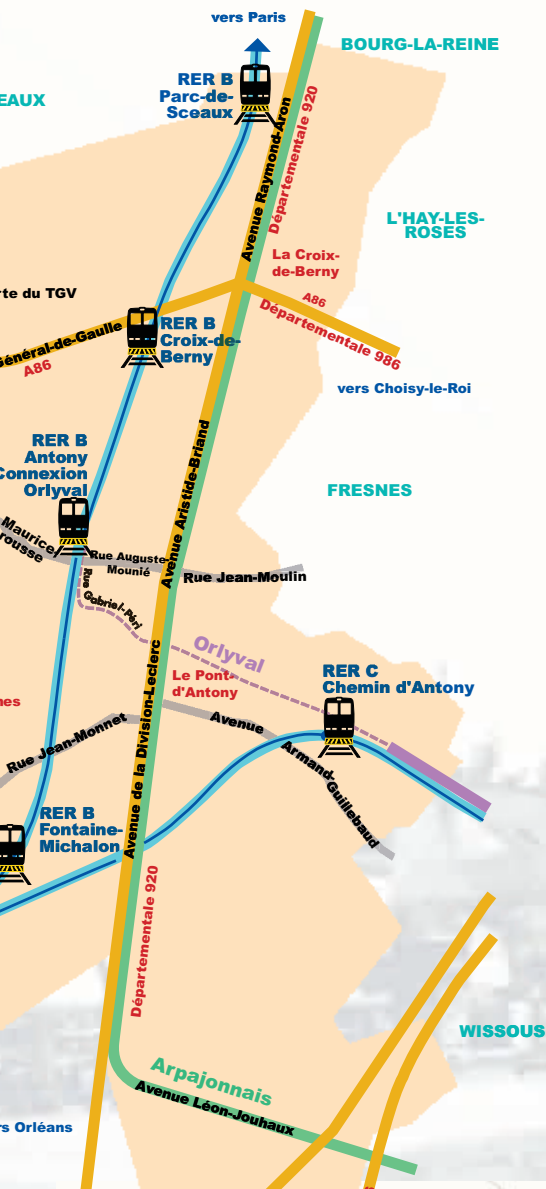 vers Paris
BOURG-LA-REINE
RER B
Parc-de-
Sceaux
EAUX
Département­ale 920
Avenue Raymond-Aron
L'HAY-LES-
ROSES
La Croix-
de-Berny
rte du TGV
A86
Départementale 986
RER B
Croix-de-
Berny
Général-de-Gaulle
A86
vers Choisy-le-Roi
RER B
Antony
Connexion
Orlyval
Avenue Aristide-Briand
FRESNES
Maurice
rousse
Rue Auguste-
Mounié
Rue Jean-Moulin
Rue
Gabriel-Péri
Orlyval
Avenue de la Division-Leclerc
Le Pont-
d'Antony
RER C
Chemin d'Antony
nes
Avenue
Rue Jean-Monnet
Armand-Guillebaud
RER B
Fontaine-
Michalon
Départementale 920
WISSOUS
Arpajonnais
Avenue Léon-Jouhaux
rs Orléans